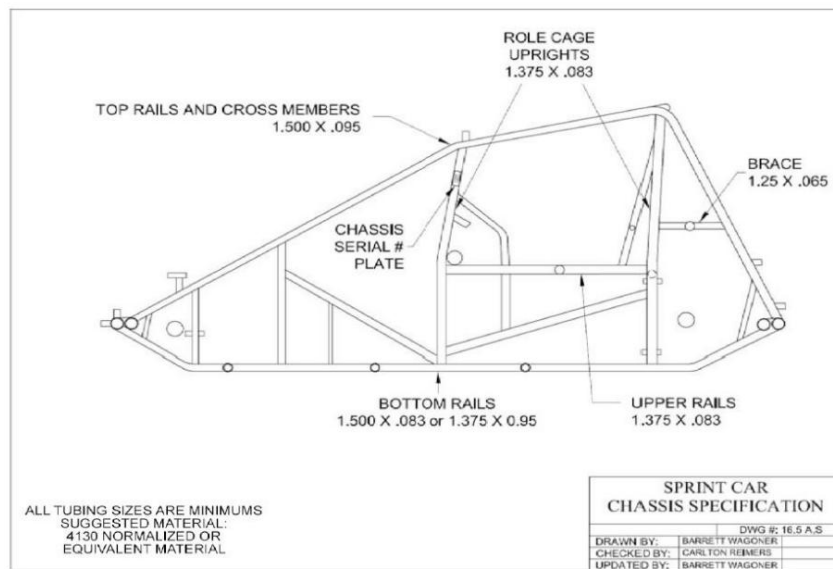 ROLE CAGE
UPRIGHTS
1.375 X .083
TOP RAILS AND CROSS MEMBERS
1.500 X .095
BRACE
1.25 X .065
CHASSIS
SERIAL #
PLATE
BOTTOM RAILS
1.500 X .083 or 1.375 X 0.95
UPPER RAILS
1.375 X .083
ALL TUBING SIZES ARE MINIMUMS
SUGGESTED MATERIAL:
4130 NORMALIZED OR
EQUIVALENT MATERIAL
SPRINT CAR
CHASSIS SPECIFICATION
DWG #: 16.5 A,S
DRAWN BY: BARRETT WAGONER
CHECKED BY: CARLTON REIMERS
UPDATED BY: BARRETT WAGONER